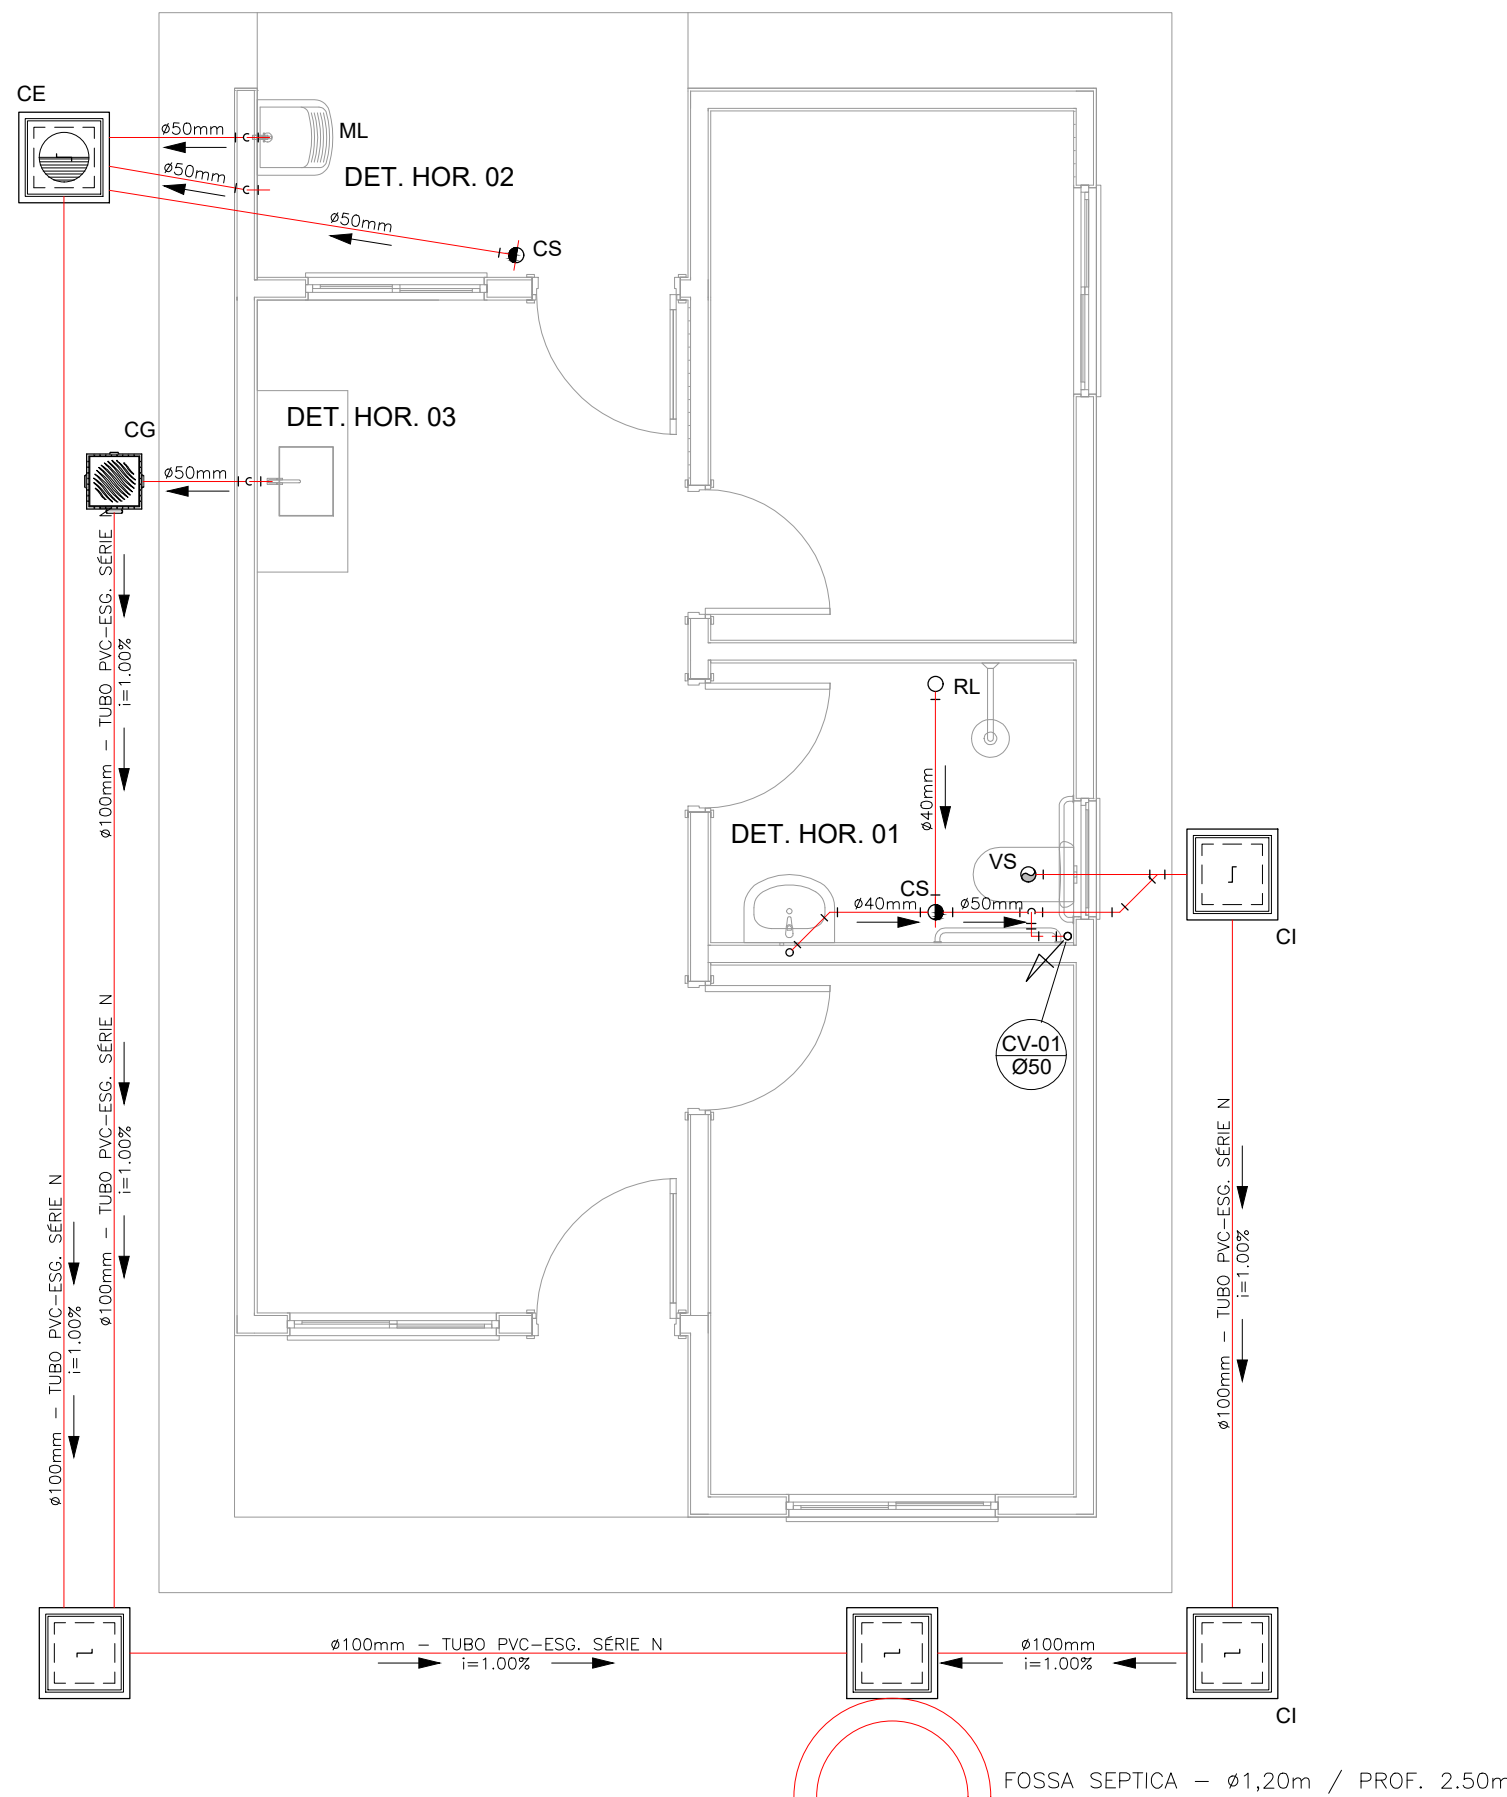 CE
ø50mm
ML
ø50mm
DET. HOR. 02
ø50mm
CS
DET. HOR. 03
CG
ø50mm
ø100mm – TUBO PVC–ESG. SÉRIE N
i=1.00%
RL
ø40mm
DET. HOR. 01
VS
CS
ø40mm
ø50mm
CI
CV-01
Ø50
ø100mm – TUBO PVC–ESG. SÉRIE N
i=1.00%
ø100mm – TUBO PVC–ESG. SÉRIE N
i=1.00%
ø100mm – TUBO PVC–ESG. SÉRIE N
i=1.00%
ø100mm – TUBO PVC–ESG. SÉRIE N
i=1.00%
ø100mm
i=1.00%
CI
FOSSA SEPTICA – ø1,20m / PROF. 2.50m